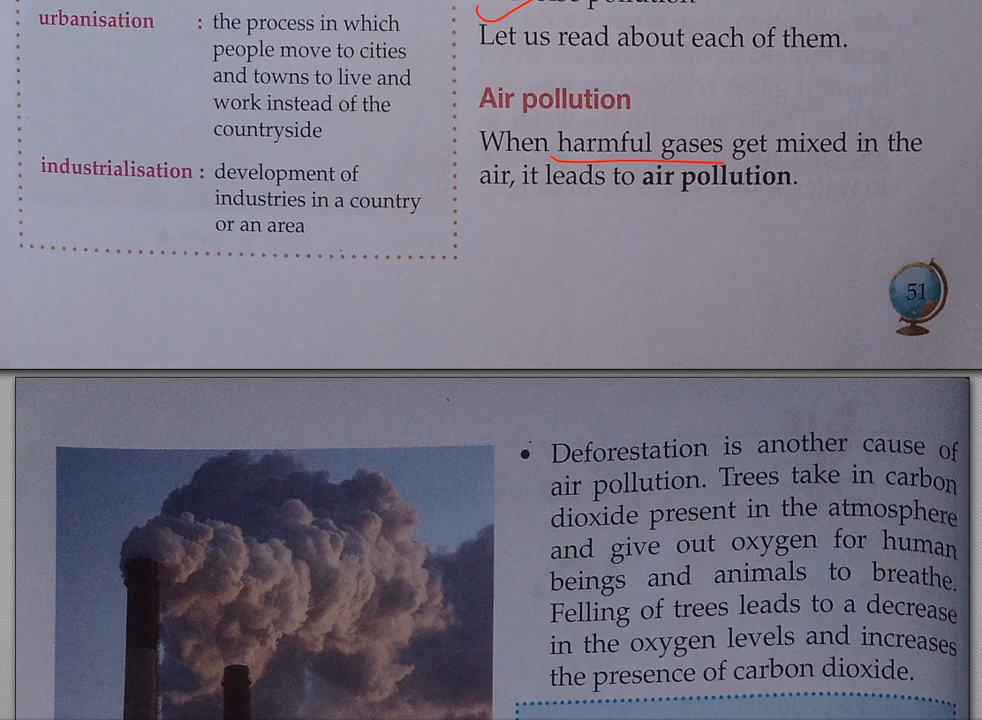 urbanisation : the process in which
people move to cities
and towns to live and
work instead of the
countryside
industrialisation : development of
industries in a country
or an area
Let us read about each of them.
Air pollution
When harmful gases get mixed in the
air, it leads to air pollution.
51
• Deforestation is another cause of
air pollution. Trees take in carbon
dioxide present in the atmosphere
and give out oxygen for human
beings and animals to breathe.
Felling of trees leads to a decrease
in the oxygen levels and increases
the presence of carbon dioxide.